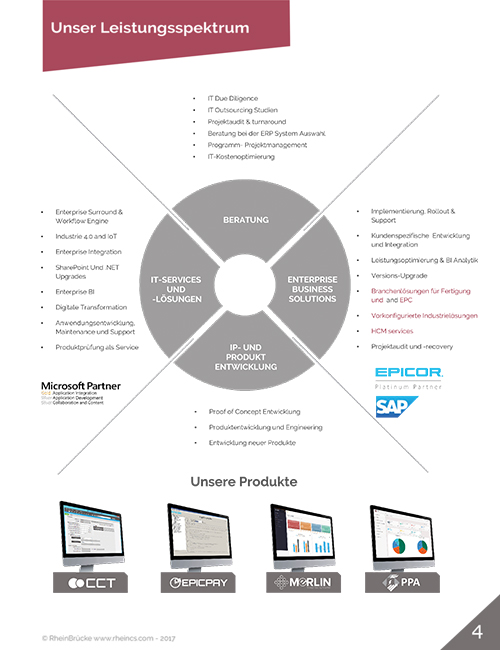 Unser Leistungsspektrum
• IT Due Diligence
• IT Outsourcing Studien
• Projektaudit & turnaround
• Beratung bei der ERP System Auswahl
• Programm- Projektmanagement
• IT-Kostenoptimierung
BERATUNG
• Enterprise Surround &
Workflow Engine
• Industrie 4.0 and IoT
• Enterprise Integration
• SharePoint Und .NET
Upgrades
• Enterprise BI
• Digitale Transformation
• Anwendungsentwicklung,
Maintenance und Support
• Produktprüfung als Service
IT-SERVICES
UND
-LÖSUNGEN
ENTERPRISE
BUSINESS
SOLUTIONS
• Implementierung, Rollout &
Support
• Kundenspezifische Entwicklung
und Integration
• Leistungsoptimierung & BI Analytik
• Versions-Upgrade
• Branchenlösungen für Fertigung
und and EPC
• Vorkonfigurierte Industrielösungen
• HCM services
• Projektaudit und -recovery
IP- UND
PRODUKT
ENTWICKLUNG
Microsoft Partner
Application Integration
Application Development
Collaboration and Content
EPICOR
Platinum Partner
SAP
• Proof of Concept Entwicklung
• Produktentwicklung und Engineering
• Entwicklung neuer Produkte
Unsere Produkte
CCT
EPICPAY
MERLIN
PPA
© RheinBrücke www.rheincs.com - 2017
4